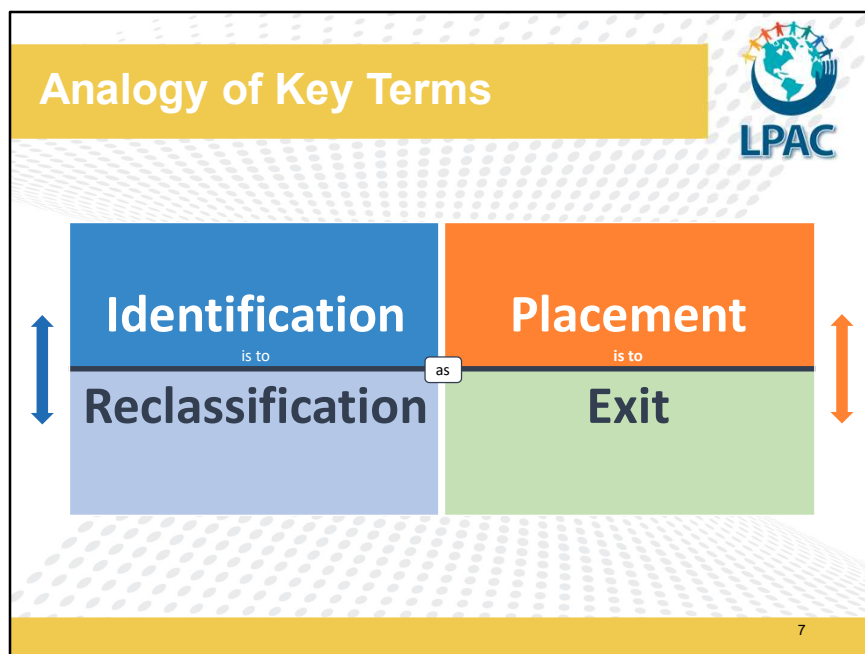 Analogy of Key Terms
LPAC
Identification
is to
Reclassification
as
Placement
is to
Exit
7